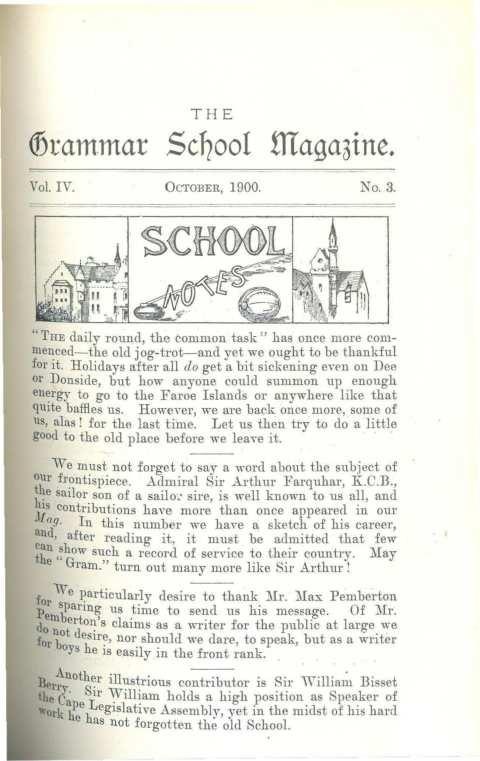 THE
Grammar School Magazine.
Vol. IV. OCTOBER, 1900. No. 3.
SCHOOL
NOTES
“THE daily round, the common task” has once more com-
menced—the old jog-trot—and yet we ought to be thankful
for it. Holidays after all do get a bit sickening even on Dee
or Donside, but how anyone could summon up enough
energy to go to the Faroe Islands or anywhere like that
quite baffles us. However, we are back once more, some of
us, alas! for the last time. Let us then try to do a little
good to the old place before we leave it.
We must not forget to say a word about the subject of
our frontispiece. Admiral Sir Arthur Farquhar, K.C.B.,
the sailor son of a sailor sire, is well known to us all, and
his contributions have more than once appeared in our
Mag. In this number we have a sketch of his career,
and, after reading it, it must be admitted that few
can show such a record of service to their country. May
the “Gram.” turn out many more like Sir Arthur!
We particularly desire to thank Mr. Max Pemberton
for sparing us time to send us his message. Of Mr.
Pemberton's claims as a writer for the public at large we
do not desire, nor should we dare, to speak, but as a writer
for boys he is easily in the front rank.
Another illustrious contributor is Sir William Bisset
Berry. Sir William holds a high position as Speaker of
the Cape Legislative Assembly, yet in the midst of his hard
work he has not forgotten the old School.